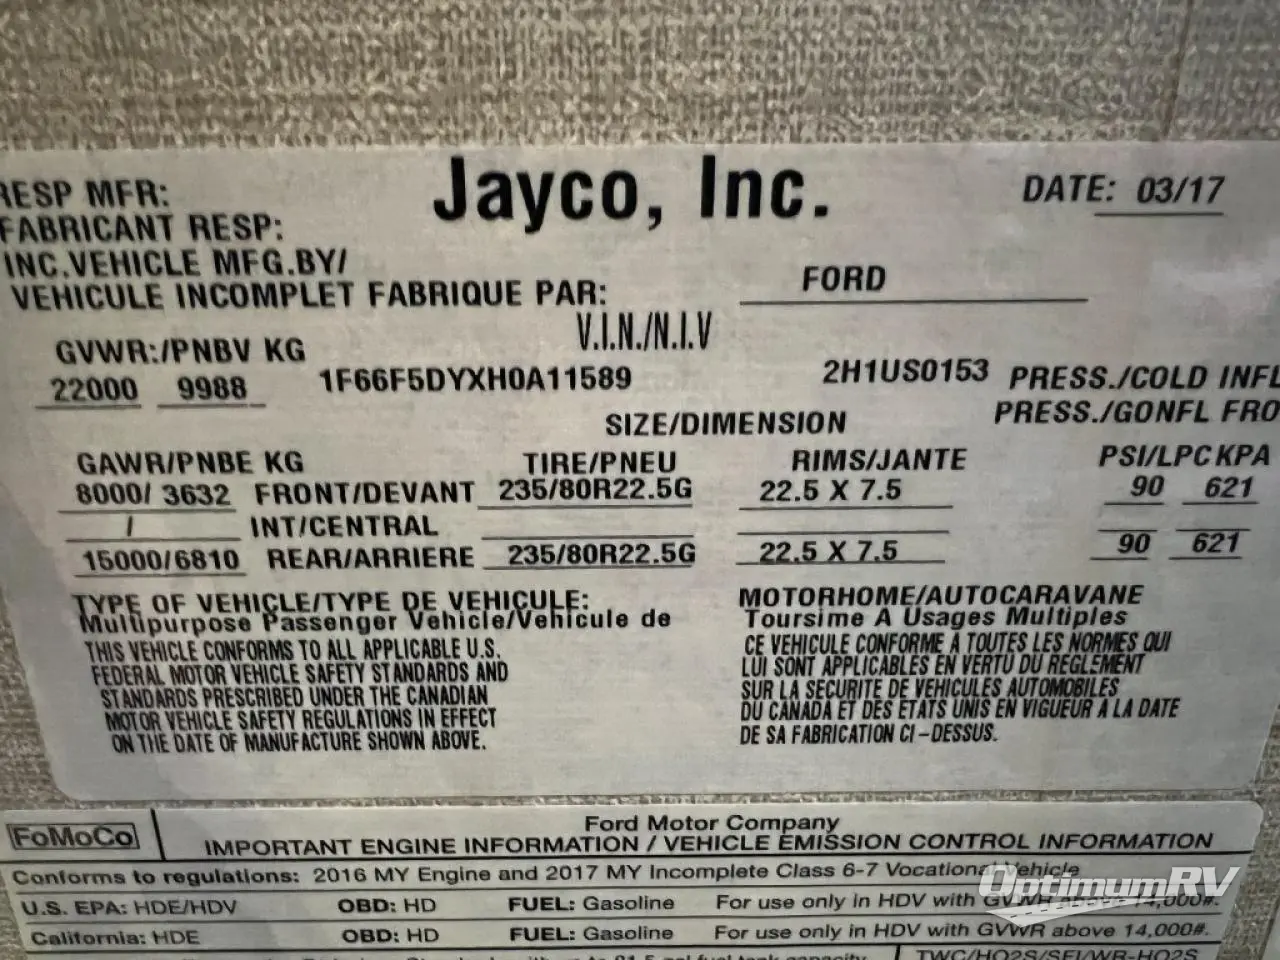 Jayco, Inc.
RESP MFR:
DATE: 03/17
FABRICANT RESP:
INC.VEHICLE MFG.BY/
VEHICULE INCOMPLET FABRIQUE PAR:
FORD
V.I.N./N.I.V
GVWR:/PNBV KG
22000 9988 1F66F5DYXH0A11589 2H1US0153
PRESS./COLD INFL
PRESS./GONFL FRO
SIZE/DIMENSION
GAWR/PNBE KG TIRE/PNEU RIMS/JANTE PSI/LPC KPA
8000/ 3632 FRONT/DEVANT 235/80R22.5G 22.5 X 7.5 90 621
/ INT/CENTRAL
15000/6810 REAR/ARRIERE 235/80R22.5G 22.5 X 7.5 90 621
TYPE OF VEHICLE/TYPE DE VEHICULE: MOTORHOME/AUTOCARAVANE
Multipurpose Passenger Vehicle/Vehicule de Toursime A Usages Multiples
THIS VEHICLE CONFORMS TO ALL APPLICABLE U.S.
FEDERAL MOTOR VEHICLE SAFETY STANDARDS AND
STANDARDS PRESCRIBED UNDER THE CANADIAN
MOTOR VEHICLE SAFETY REGULATIONS IN EFFECT
ON THE DATE OF MANUFACTURE SHOWN ABOVE.
CE VEHICULE CONFORME A TOUTES LES NORMES QUI
LUI SONT APPLICABLES EN VERTU DU REGLEMENT
SUR LA SECURITE DE VEHICULES AUTOMOBILES
DU CANADA ET DES ETATS UNIS EN VIGUEUR A LA DATE
DE SA FABRICATION CI-DESSUS.
FoMoCo
Ford Motor Company
IMPORTANT ENGINE INFORMATION / VEHICLE EMISSION CONTROL INFORMATION
Conforms to regulations: 2016 MY Engine and 2017 MY Incomplete Class 6-7 Vocational Vehicle
U.S. EPA: HDE/HDV OBD: HD FUEL: Gasoline For use only in HDV with GVWR above 14,000#.
California: HDE OBD: HD FUEL: Gasoline For use only in HDV with GVWR above 14,000#.
TWC/HO2S/SFI/WR-HO2S
OptimumRV